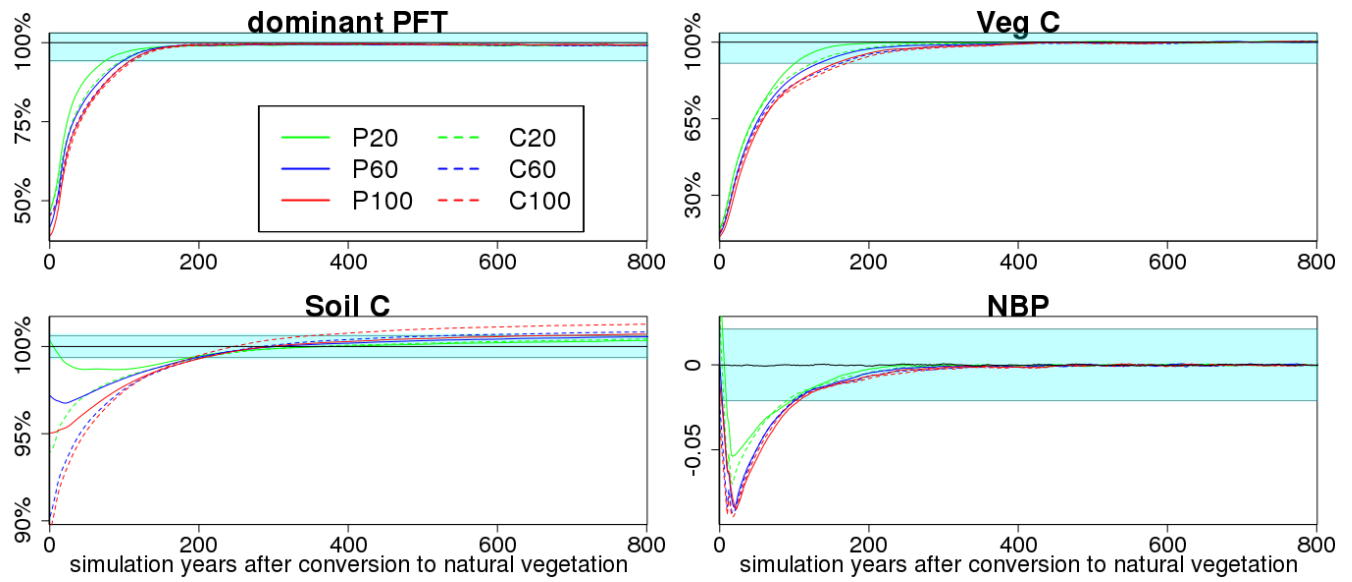 dominant PFT
Veg C
100%
75%
50%
P20 C20
P60 C60
P100 C100
0 200 400 600 800
100%
65%
30%
0 200 400 600 800
Soil C
NBP
100%
95%
90%
0 200 400 600 800
simulation years after conversion to natural vegetation
0
-0.05
0 200 400 600 800
simulation years after conversion to natural vegetation